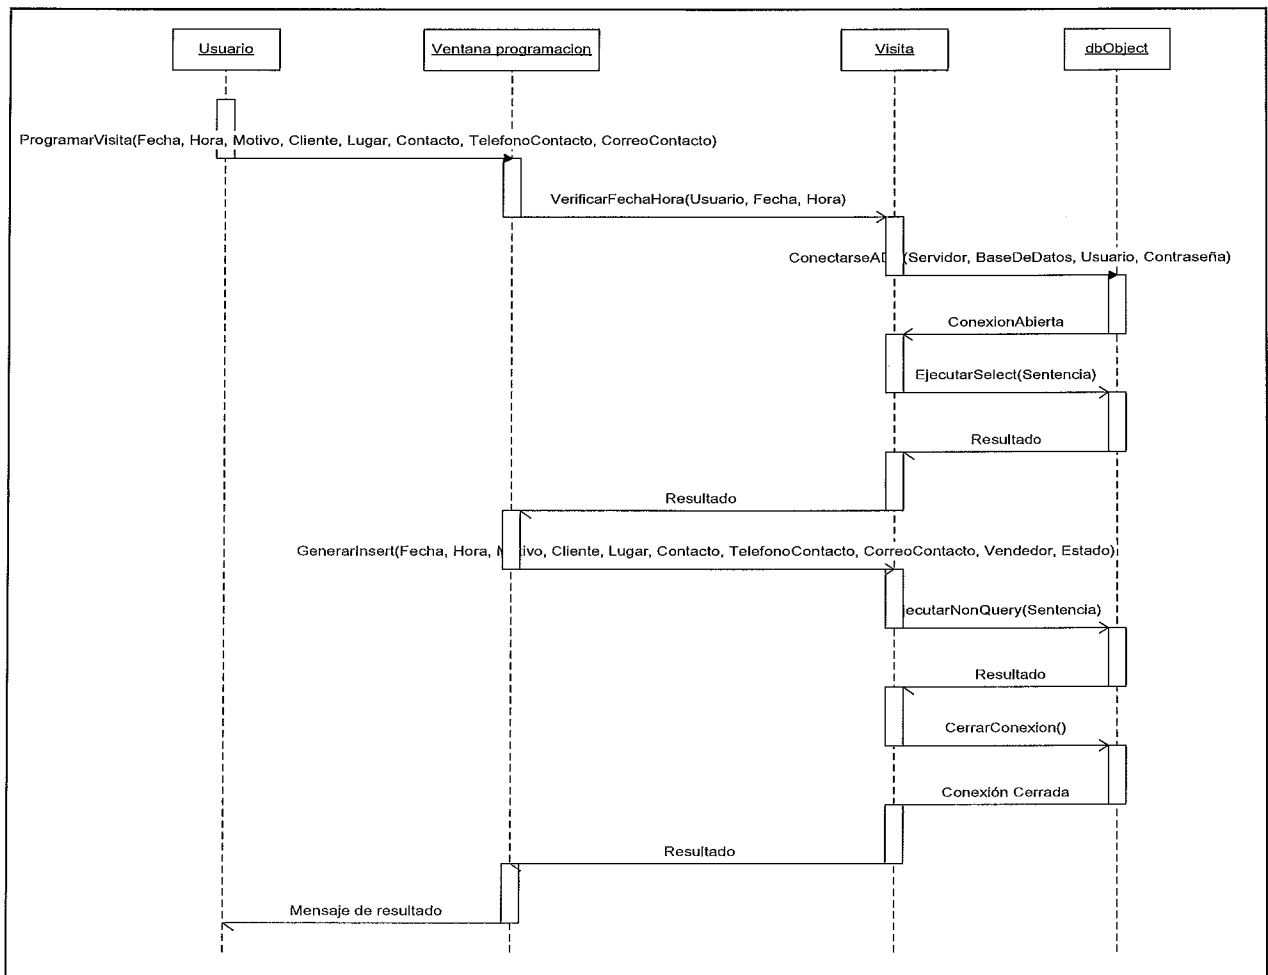 Usuario
Ventana programacion
Visita
dbObject
ProgramarVisita(Fecha, Hora, Motivo, Cliente, Lugar, Contacto, TelefonoContacto, CorreoContacto)
VerificarFechaHora(Usuario, Fecha, Hora)
(Servidor, BaseDeDatos, Usuario, Contraseña)
ConexionAbierta
EjecutarSelect(Sentencia)
Resultado
Resultado
GenerarInsert(Fecha, Hora, Cliente, Lugar, Contacto, TelefonoContacto, CorreoContacto, Vendedor, Estado)
ecutarNonQuery(Sentencia)
Resultado
CerrarConexion()
Conexión Cerrada
Resultado
Mensaje de resultado